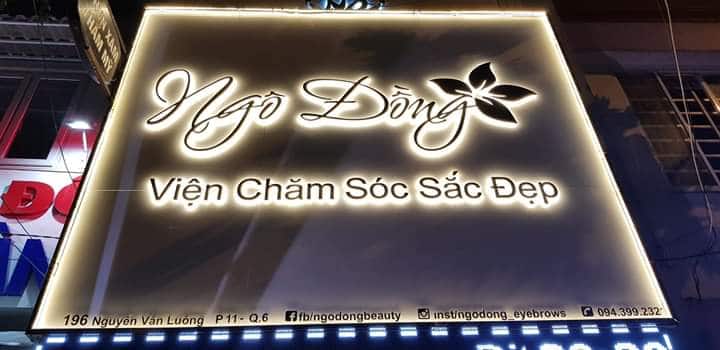 Ngô Đồng
Viện Chăm Sóc Sắc Đẹp
196 Nguyễn Văn Luông P 11 - Q.6 fb/ngodongbeauty inst/ngodong_eyebrows 094.399.232